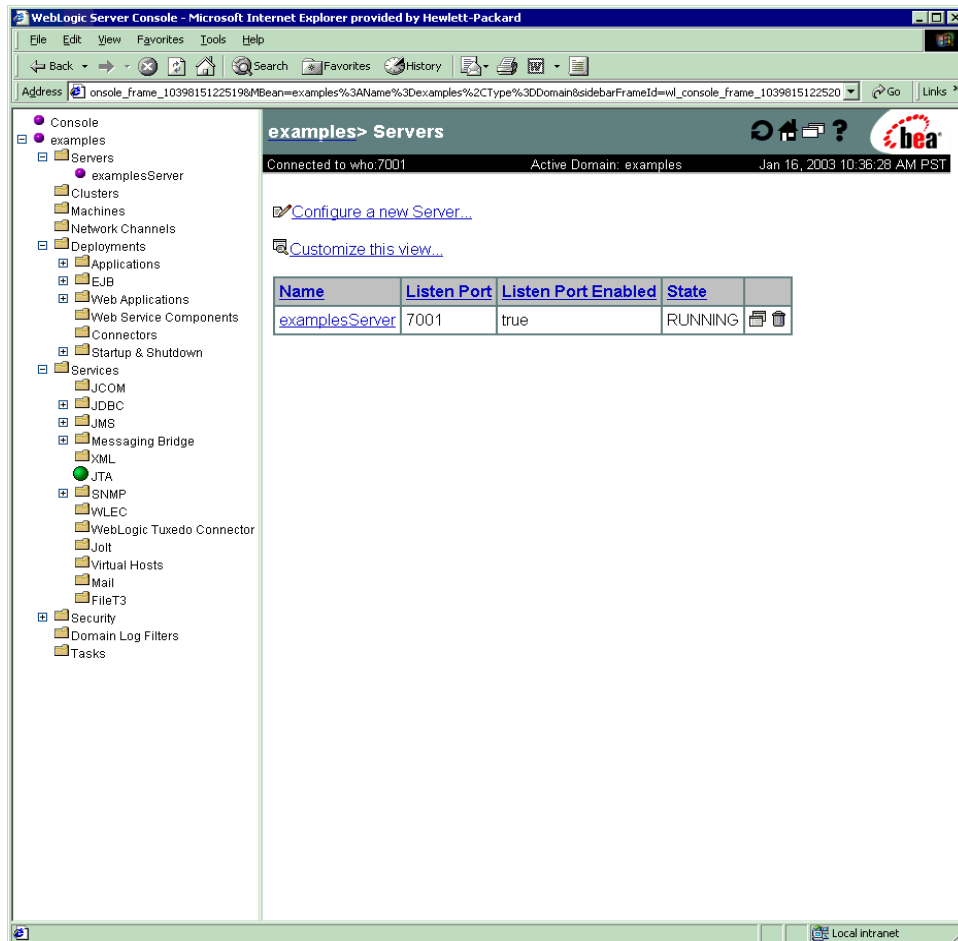 WebLogic Server Console - Microsoft Internet Explorer provided by Hewlett-Packard
File Edit View Favorites Tools Help
Back Search Favorites History
Address onsole_frame_1039815122519&MBean=examples%3AName%3Dexamples%2CType%3DDomain&sidebarFrameId=wl_console_frame_1039815122520 Go Links
Console
examples
Servers
examplesServer
Clusters
Machines
Network Channels
Deployments
Applications
EJB
Web Applications
Web Service Components
Connectors
Startup & Shutdown
Services
JCOM
JDBC
JMS
Messaging Bridge
XML
JTA
SNMP
WLEC
WebLogic Tuxedo Connector
Jolt
Virtual Hosts
Mail
FileT3
Security
Domain Log Filters
Tasks
examples> Servers
bea
Connected to who:7001 Active Domain: examples Jan 16, 2003 10:36:28 AM PST
Configure a new Server...
Customize this view...
Name Listen Port Listen Port Enabled State
examplesServer 7001 true RUNNING
Local intranet